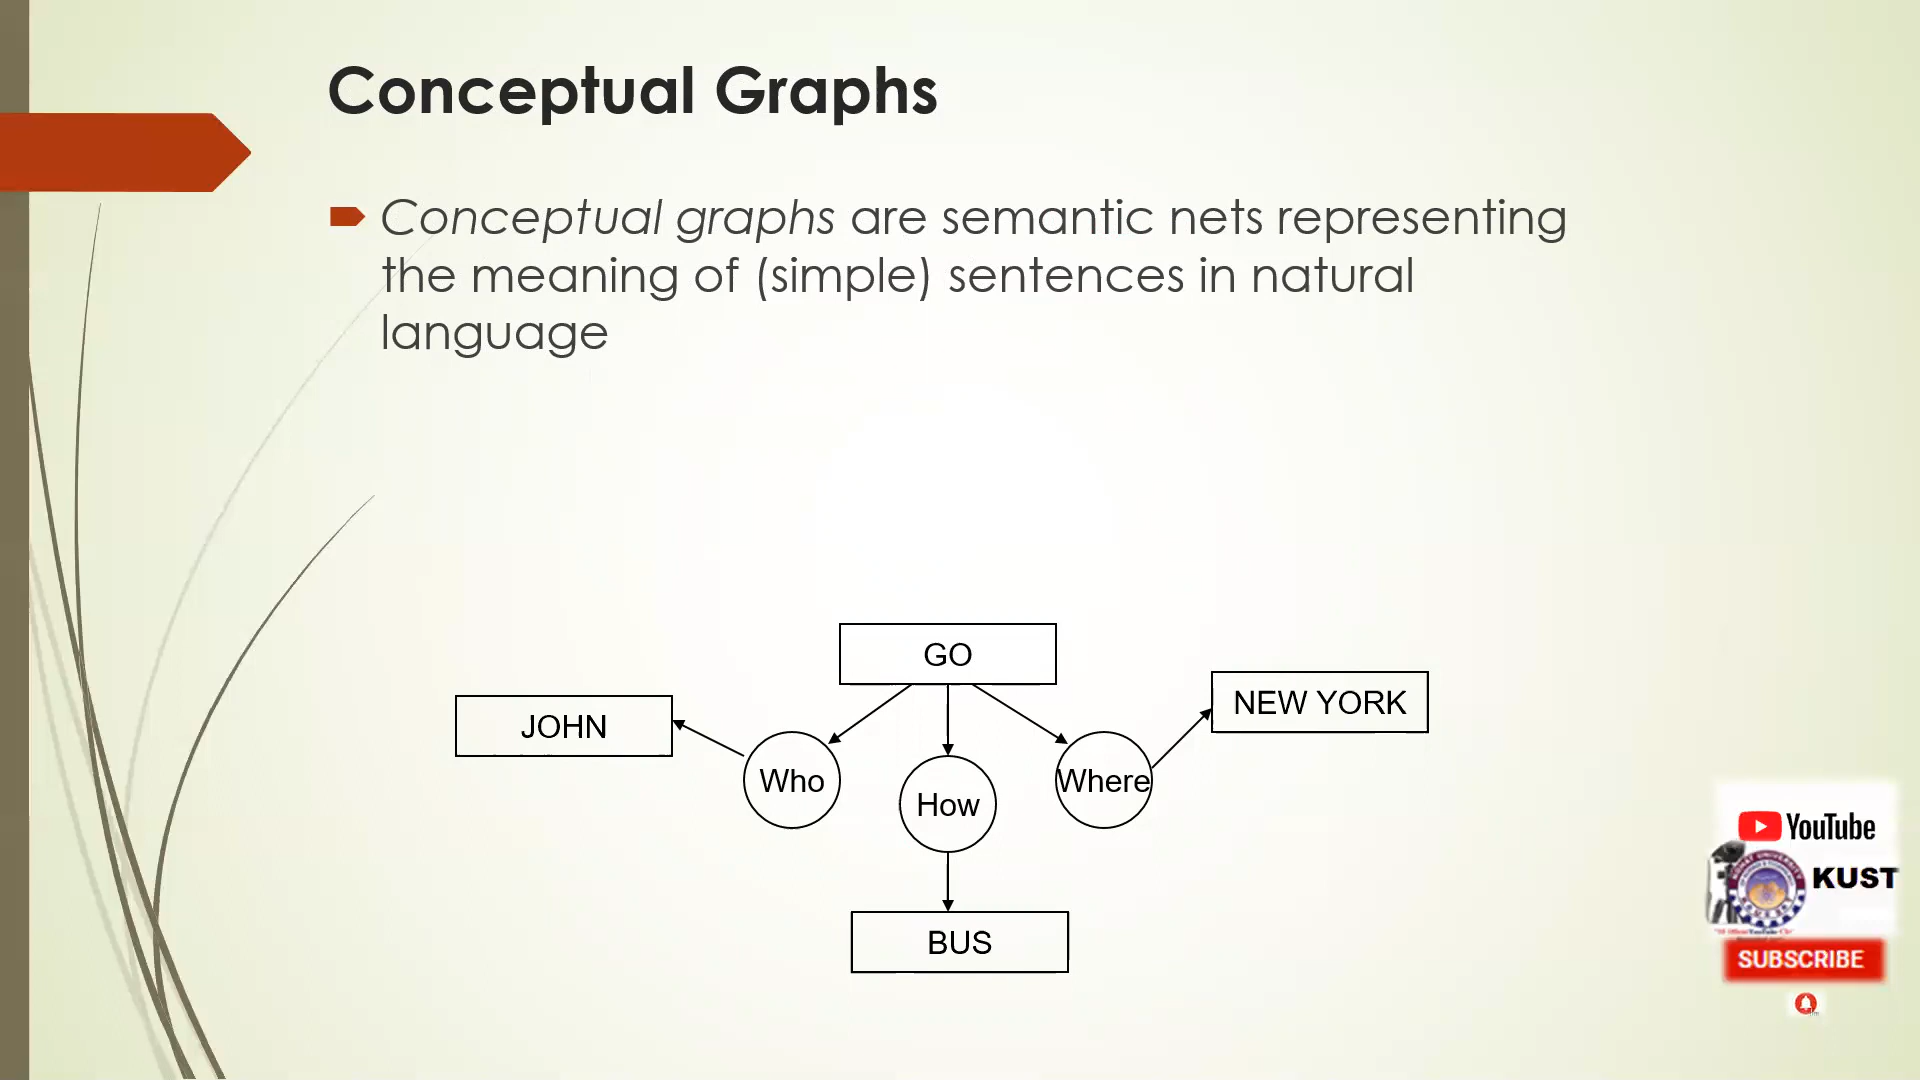 Conceptual Graphs
Conceptual graphs are semantic nets representing
the meaning of (simple) sentences in natural
language
GO
JOHN
NEW YORK
Who
How
Where
BUS
YouTube
KUST
SUBSCRIBE